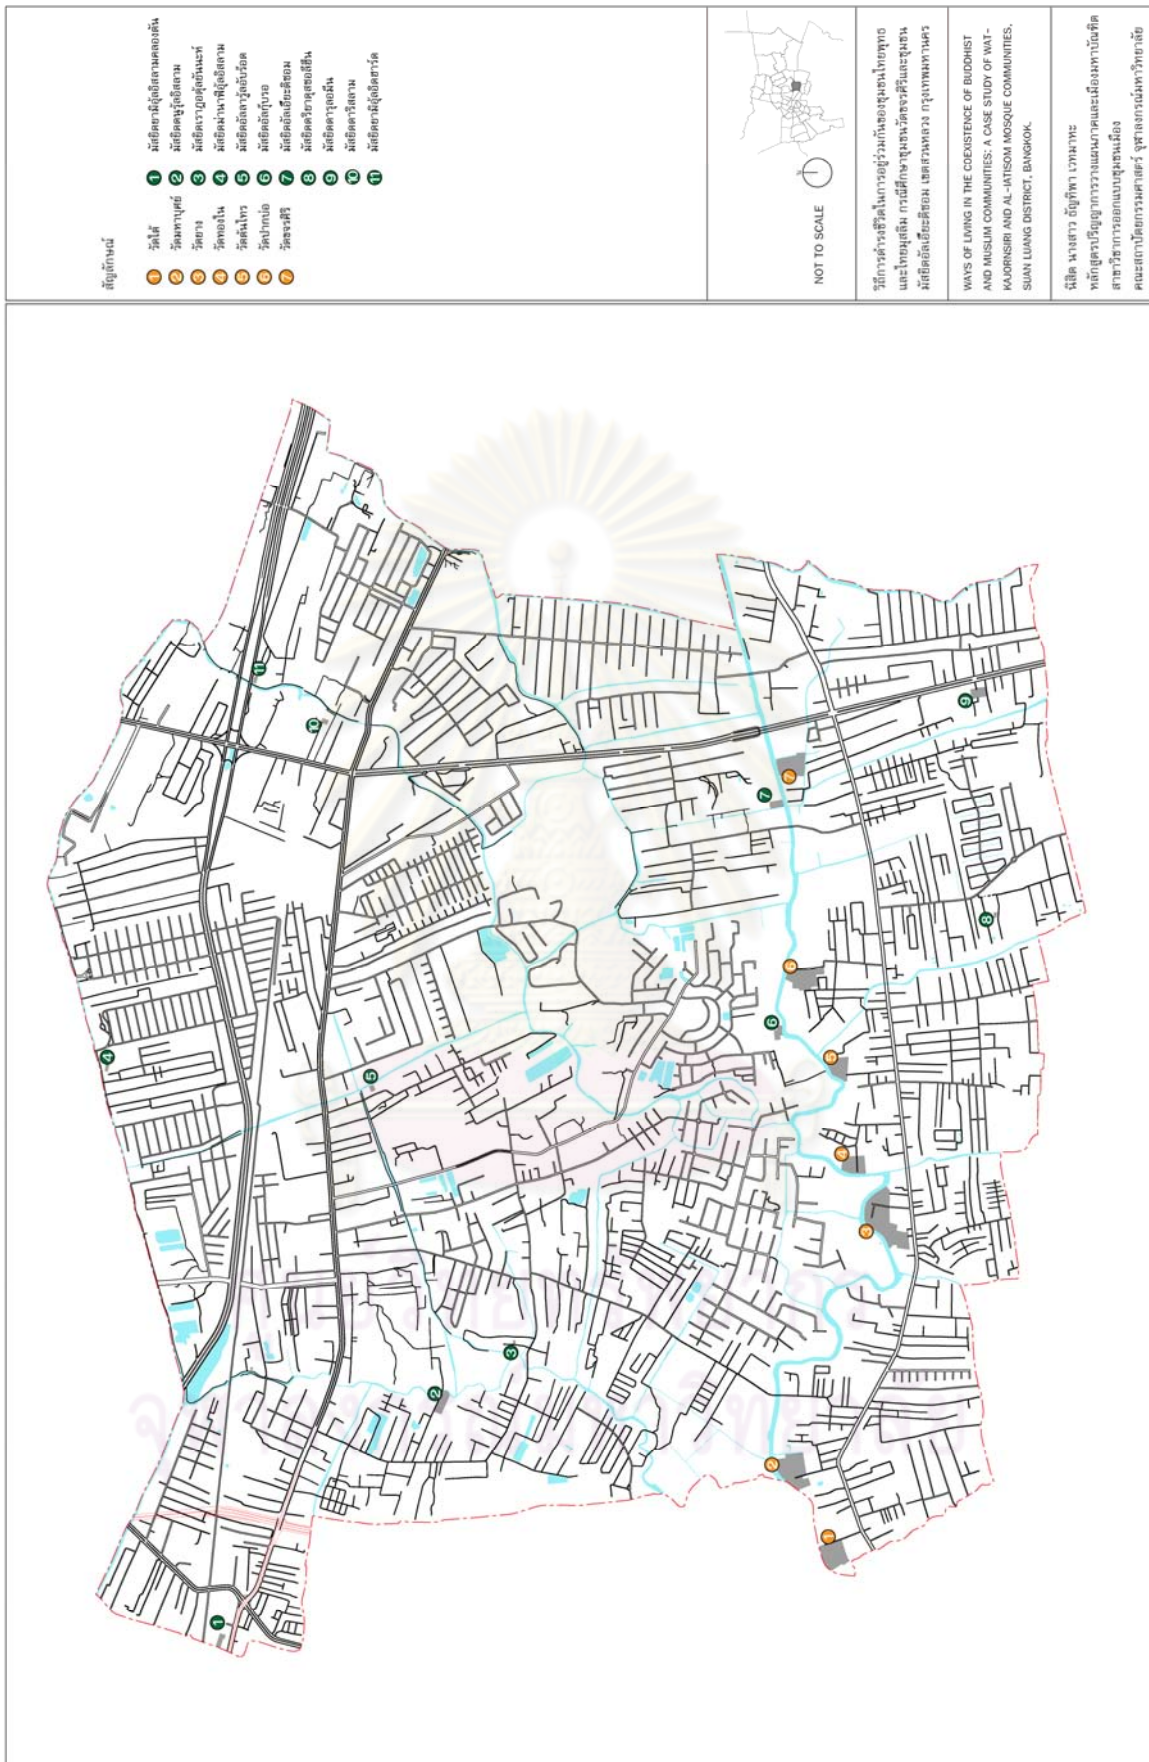 สัญลักษณ์
1 วัดใต้
2 วัดมหาบุศย์
3 วัดยาง
4 วัดทองใน
5 วัดต้นไทร
6 วัดปากบ่อ
7 วัดขจรศิริ
1 มัสยิดยามิอุ้ลอิสลามคลองตัน
2 มัสยิดคนูรุ้ลอิสลาม
3 มัสยิดเราฎอตุ้ลยันนะห์
4 มัสยิดมานาฟิอุ้ลอิสลาม
5 มัสยิดอัลลารุ้ลอับร็อด
6 มัสยิดอัลกุ๊บรอ
7 มัสยิดอัลเอี๊ยะติซอม
8 มัสยิดดริยาตุสซอลีฮีน
9 มัสยิดดารุลอมีน
10 มัสยิดดาริสลาม
11 มัสยิดยามิอุ้ลอิตฮาร์ด
NOT TO SCALE
วิถีการดำรงชีวิตในการอยู่ร่วมกันของชุมชนไทยพุทธ
และไทยมุสลิม กรณีศึกษาชุมชนวัดขจรศิริและชุมชน
มัสยิดอัลเอี๊ยะติซอม เขตสวนหลวง กรุงเทพมหานคร
WAYS OF LIVING IN THE COEXISTENCE OF BUDDHIST
AND MUSLIM COMMUNITIES: A CASE STUDY OF WAT-
KAJORNSIRI AND AL-IATISOM MOSQUE COMMUNITIES,
SUAN LUANG DISTRICT, BANGKOK.
นิสิต นางสาว ธัญทิพา เวทมาหะ
หลักสูตรปริญญาการวางแผนภาคและเมืองมหาบัณฑิต
สาขาวิชาการออกแบบชุมชนเมือง
คณะสถาปัตยกรรมศาสตร์ จุฬาลงกรณ์มหาวิทยาลัย